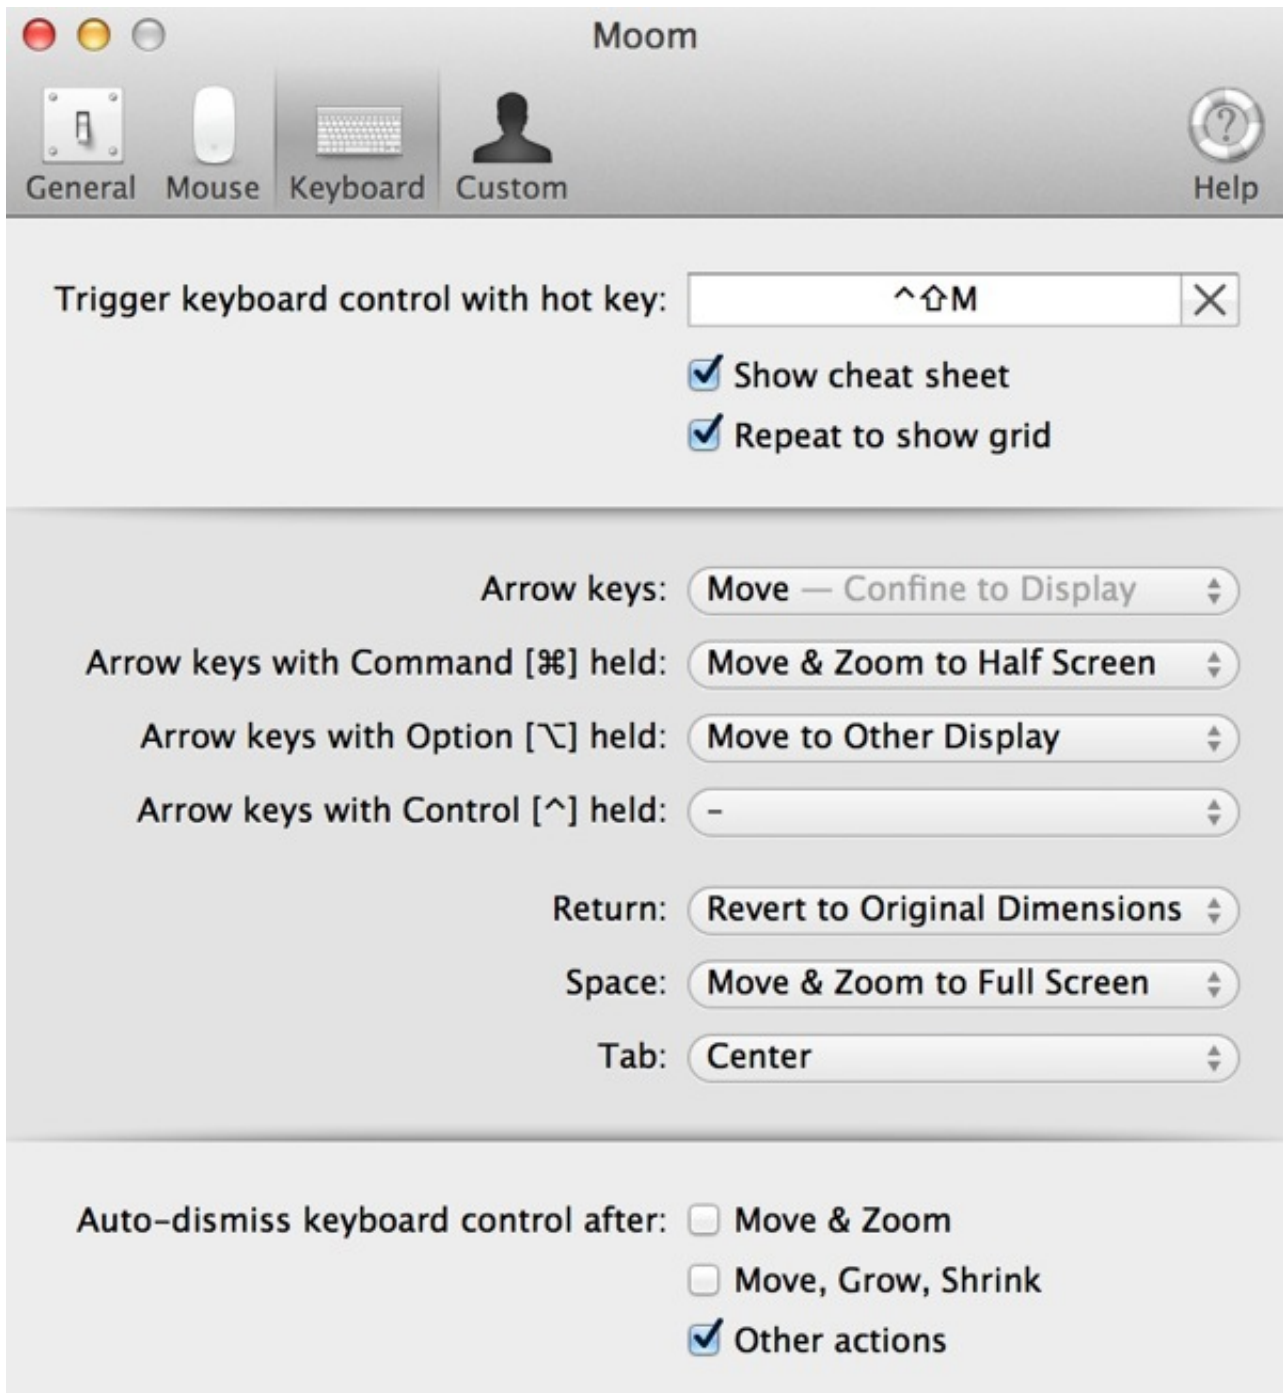 Moom
General Mouse Keyboard Custom Help
Trigger keyboard control with hot key: ^⇧M
Show cheat sheet
Repeat to show grid
Arrow keys: Move — Confine to Display
Arrow keys with Command [⌘] held: Move & Zoom to Half Screen
Arrow keys with Option [⌥] held: Move to Other Display
Arrow keys with Control [^] held: –
Return: Revert to Original Dimensions
Space: Move & Zoom to Full Screen
Tab: Center
Auto-dismiss keyboard control after: Move & Zoom
Move, Grow, Shrink
Other actions